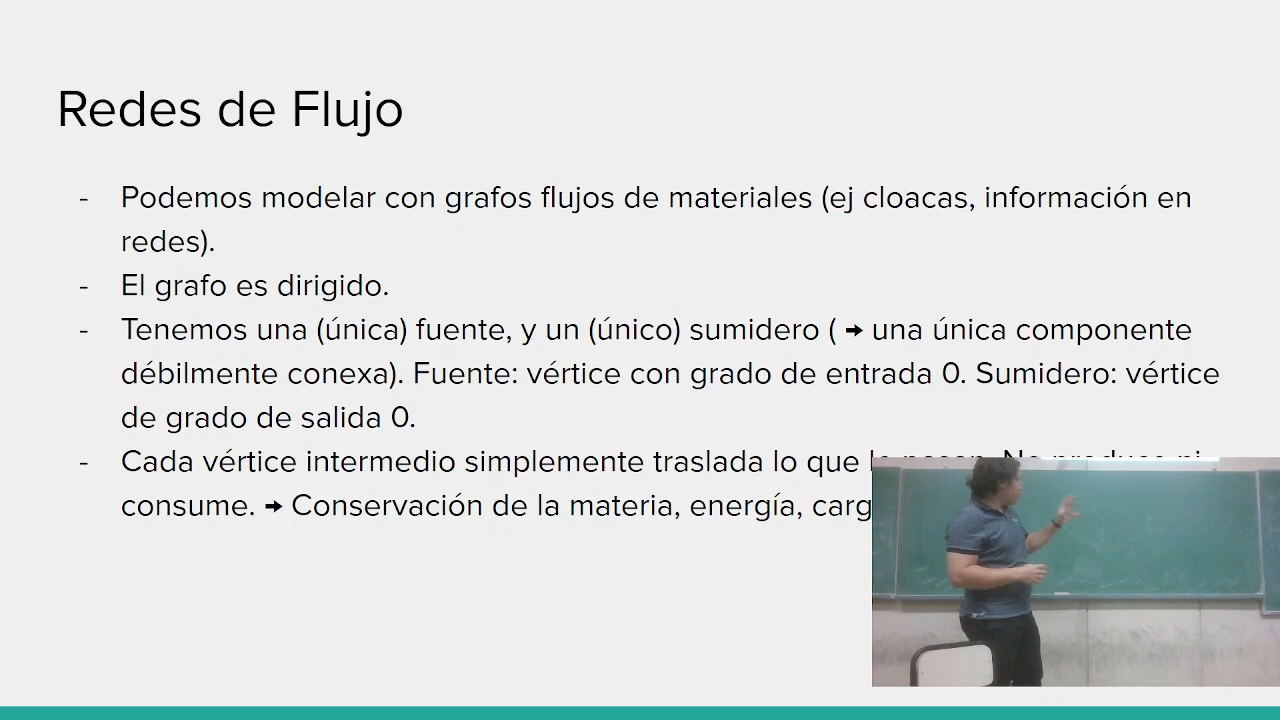 Redes de Flujo
- Podemos modelar con grafos flujos de materiales (ej cloacas, información en
redes).
- El grafo es dirigido.
- Tenemos una (única) fuente, y un (único) sumidero ( → una única componente
débilmente conexa). Fuente: vértice con grado de entrada 0. Sumidero: vértice
de grado de salida 0.
- Cada vértice intermedio simplemente traslada lo que le pasen. No produce ni
consume. → Conservación de la materia, energía, carg